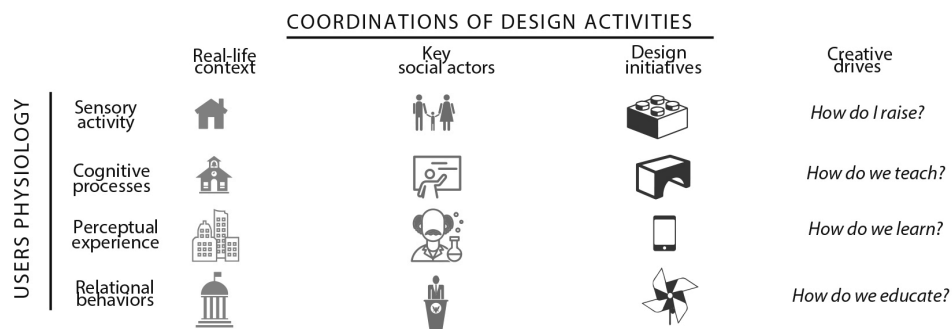 COORDINATIONS OF DESIGN ACTIVITIES
Real-life
context
Key
social actors
Design
initiatives
Creative
drives
USERS PHYSIOLOGY
Sensory
activity
How do I raise?
Cognitive
processes
How do we teach?
Perceptual
experience
How do we learn?
Relational
behaviors
How do we educate?